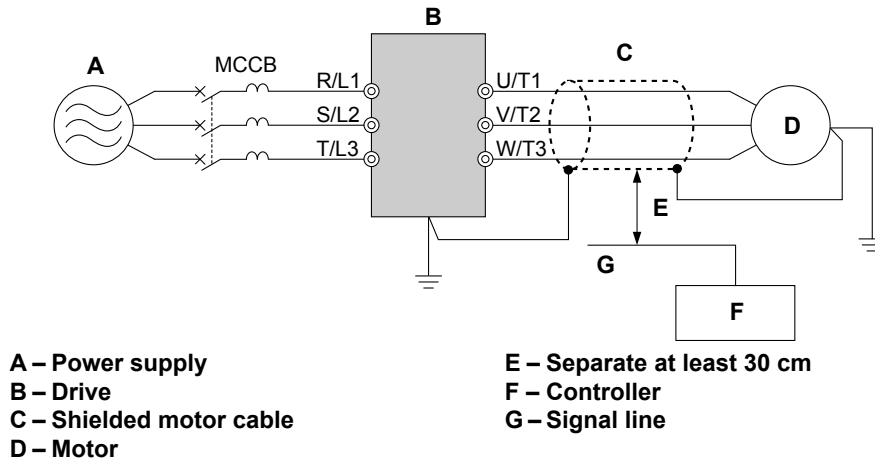 B
A
MCCB
C
R/L1
U/T1
S/L2
V/T2
D
T/L3
W/T3
E
G
F
A – Power supply
B – Drive
C – Shielded motor cable
D – Motor
E – Separate at least 30 cm
F – Controller
G – Signal line